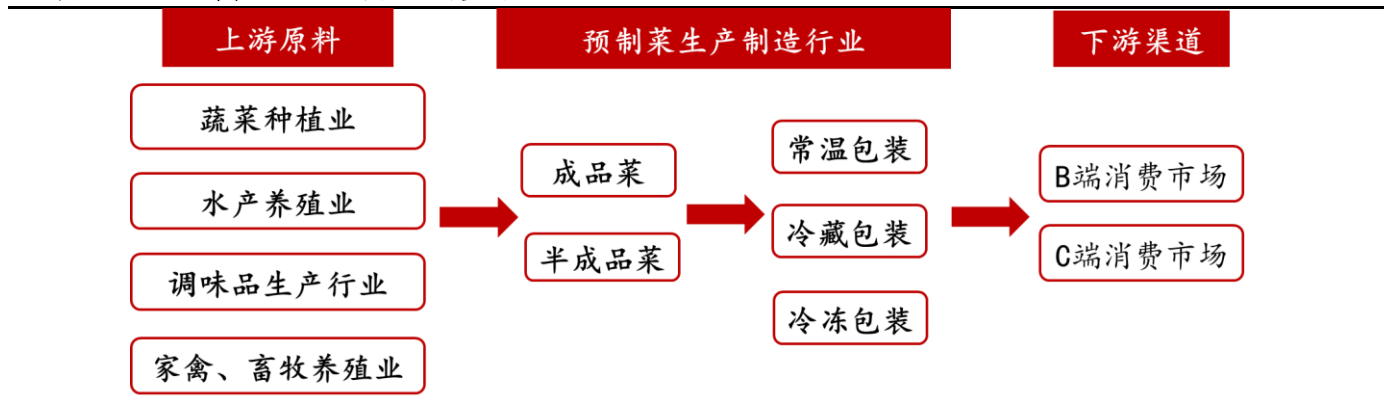 上游原料
预制菜生产制造行业
下游渠道
蔬菜种植业
水产养殖业
调味品生产行业
家禽、畜牧养殖业
成品菜
半成品菜
常温包装
冷藏包装
冷冻包装
B端消费市场
C端消费市场